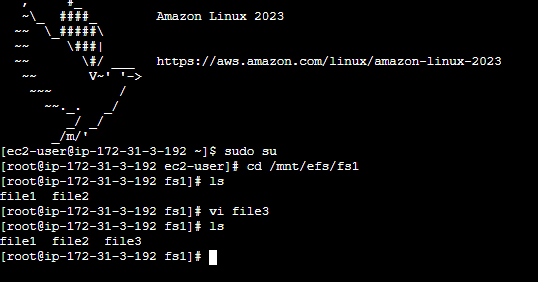 ,     #_
   ~\_  ####_        Amazon Linux 2023
  ~~  \_#####\
  ~~     \###|
  ~~       \#/ ___   https://aws.amazon.com/linux/amazon-linux-2023
   ~~       V~' '->
    ~~~         /
      ~~._.   _/
         _/ _/
       _/m/'
[ec2-user@ip-172-31-3-192 ~]$ sudo su
[root@ip-172-31-3-192 ec2-user]# cd /mnt/efs/fs1
[root@ip-172-31-3-192 fs1]# ls
file1  file2
[root@ip-172-31-3-192 fs1]# vi file3
[root@ip-172-31-3-192 fs1]# ls
file1  file2  file3
[root@ip-172-31-3-192 fs1]#